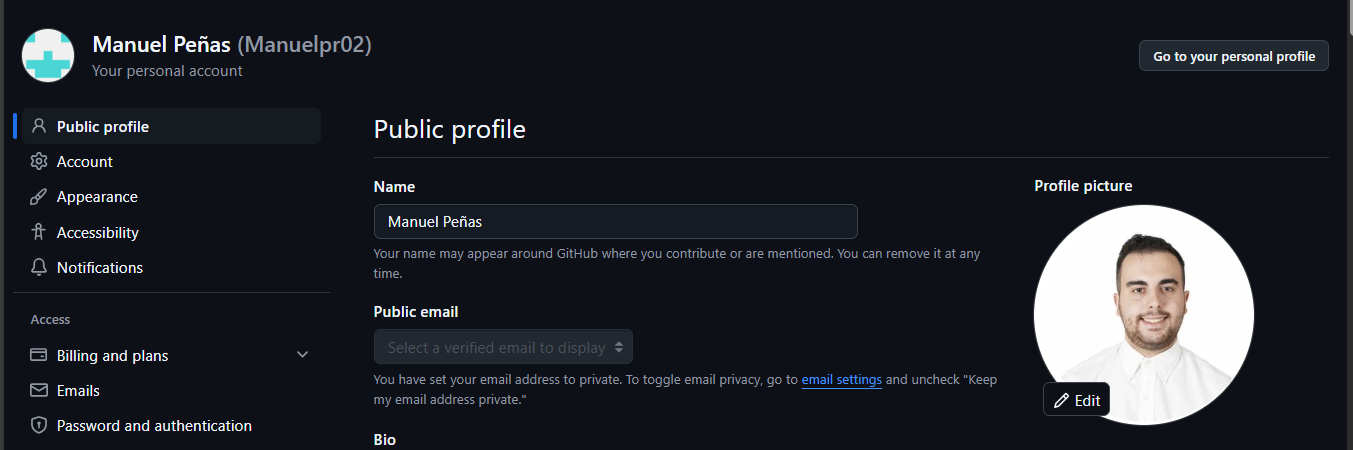 Manuel Peñas (Manuelpr02)
Your personal account
Go to your personal profile
Public profile
Account
Appearance
Accessibility
Notifications
Access
Billing and plans
Emails
Password and authentication
Public profile
Name
Manuel Peñas
Your name may appear around GitHub where you contribute or are mentioned. You can remove it at any
time.
Public email
Select a verified email to display
You have set your email address to private. To toggle email privacy, go to email settings and uncheck "Keep
my email address private."
Bio
Profile picture
Edit